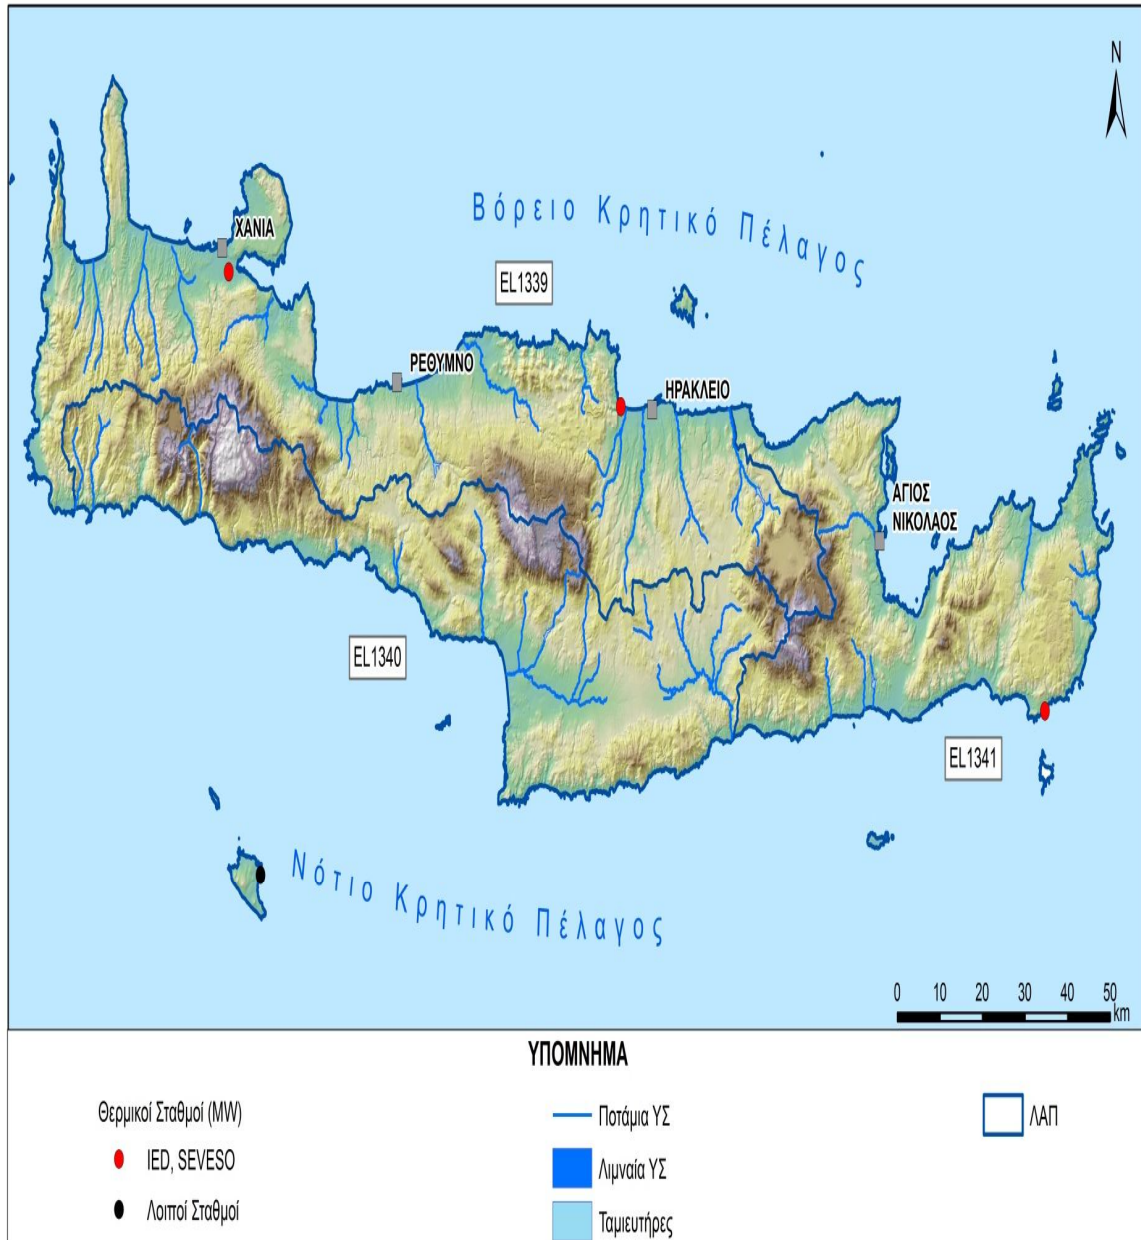 N
ΧΑΝΙΑ
Βόρειο Κρητικό Πέλαγος
EL1339
ΡΕΘΥΜΝΟ
ΗΡΑΚΛΕΙΟ
ΑΓΙΟΣ
ΝΙΚΟΛΑΟΣ
EL1340
EL1341
Νότιο Κρητικό Πέλαγος
0 10 20 30 40 50
km
ΥΠΟΜΝΗΜΑ
Θερμικοί Σταθμοί (MW)
IED, SEVESO
Λοιποί Σταθμοί
Ποτάμια ΥΣ
Λιμναία ΥΣ
Ταμιευτήρες
ΛΑΠ